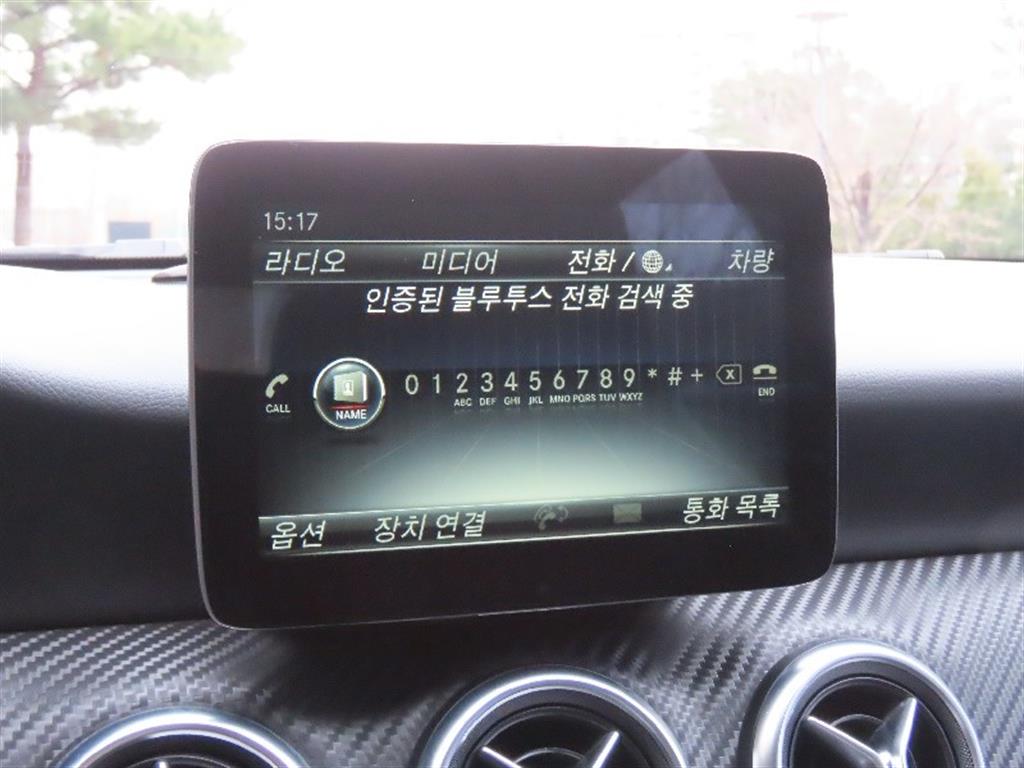 15:17
라디오 미디어 전화 / 차량
인증된 블루투스 전화 검색 중
CALL NAME 0 1 2 3 4 5 6 7 8 9 * # + X END
ABC DEF GHI JKL MNO PQRS TUV WXYZ
옵션 장치 연결 통화 목록